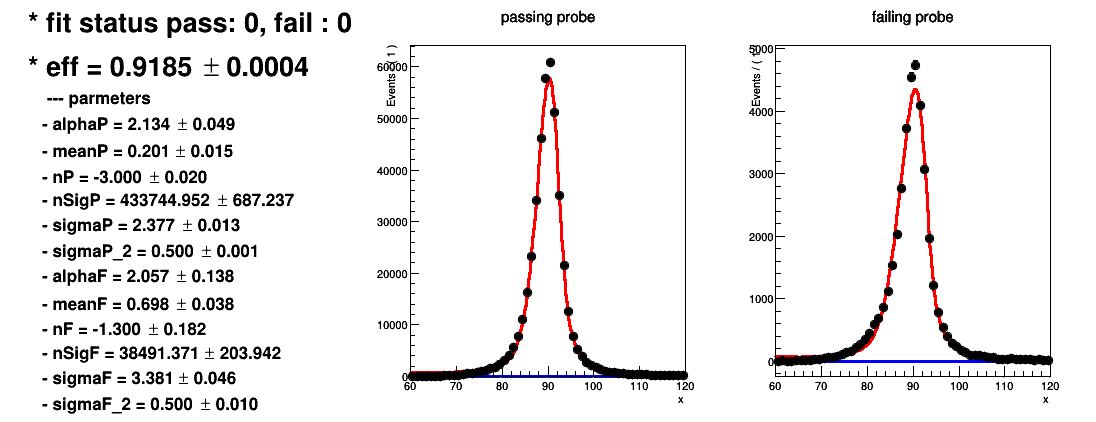 * fit status pass: 0, fail : 0
* eff = 0.9185 ± 0.0004
--- parmeters
- alphaP = 2.134 ± 0.049
- meanP = 0.201 ± 0.015
- nP = -3.000 ± 0.020
- nSigP = 433744.952 ± 687.237
- sigmaP = 2.377 ± 0.013
- sigmaP_2 = 0.500 ± 0.001
- alphaF = 2.057 ± 0.138
- meanF = 0.698 ± 0.038
- nF = -1.300 ± 0.182
- nSigF = 38491.371 ± 203.942
- sigmaF = 3.381 ± 0.046
- sigmaF_2 = 0.500 ± 0.010
passing probe
Events / ( 1 )
60000
50000
40000
30000
20000
10000
0
60 70 80 90 100 110 120
x
failing probe
Events / ( 1
5000
4000
3000
2000
1000
0
60 70 80 90 100 110 120
x